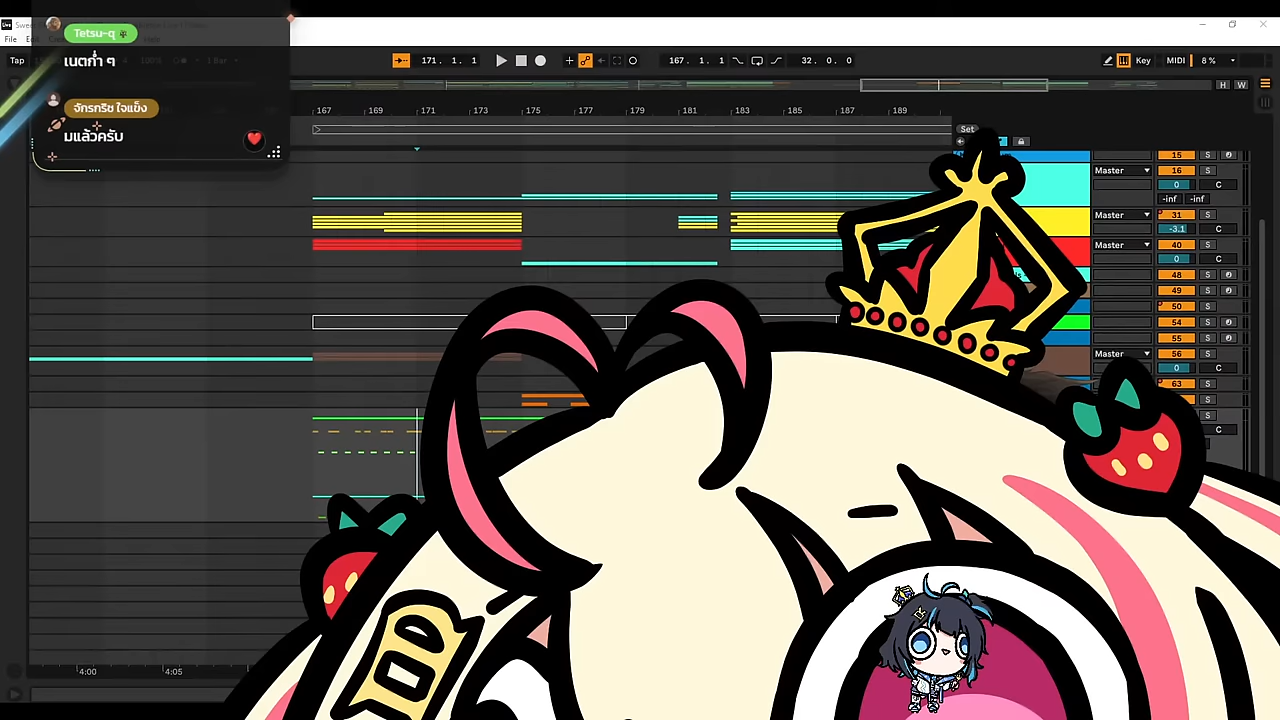 Live
Tetsu-q
เนตก่ำ ๆ
File
Tap
171. 1. 1
167. 1. 1
32. 0. 0
Key
MIDI
8 %
จักรกริช ใจแข็ง
มแล้วครับ
H
W
167
169
171
173
175
177
179
181
183
185
187
189
Set
15
S
Master
16
S
0
C
-inf
-inf
Master
31
S
-3.1
C
Master
40
S
0
C
48
S
49
S
50
S
54
S
55
S
Master
56
S
0
C
63
S
S
S
C
4:00
4:05